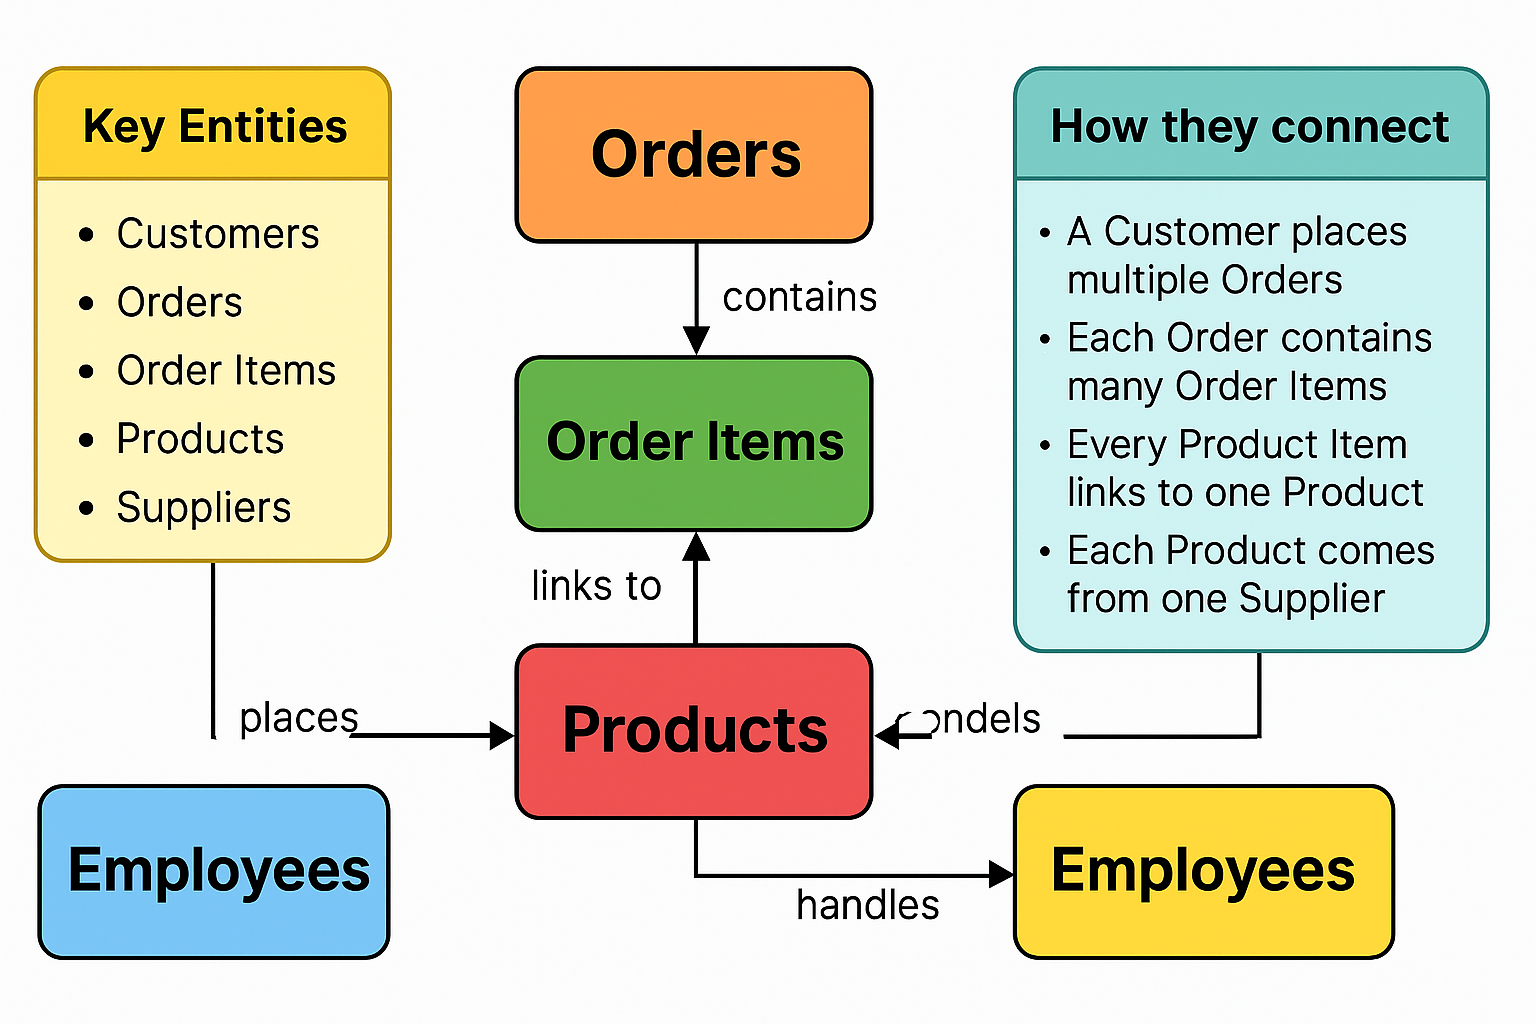 Key Entities
• Customers
• Orders
• Order Items
• Products
• Suppliers
Orders
contains
Order Items
links to
Products
places
handles
How they connect
• A Customer places
multiple Orders
• Each Order contains
many Order Items
• Every Product Item
links to one Product
• Each Product comes
from one Supplier
Employees
Employees